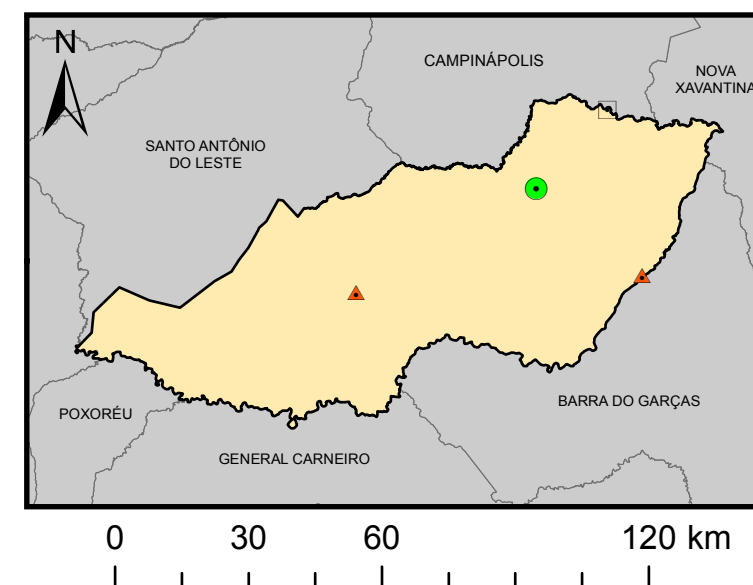 N
CAMPINÁPOLIS
NOVA
XAVANTINA
SANTO ANTÔNIO
DO LESTE
BARRA DO GARÇAS
POXORÉU
GENERAL CARNEIRO
0 30 60 120 km